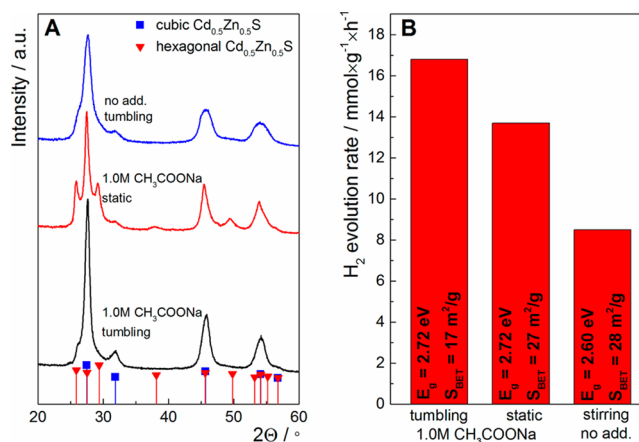 A
cubic Cd0.5Zn0.5S
hexagonal Cd0.5Zn0.5S
no add.
tumbling
1.0M CH3COONa
static
1.0M CH3COONa
tumbling
Intensity / a.u.
20 30 40 50 60
2Θ / °
B
H2 evolution rate / mmol×g-1×h-1
18
16
14
12
10
8
6
4
2
0
Eg = 2.72 eV
SBET = 17 m2/g
Eg = 2.72 eV
SBET = 27 m2/g
Eg = 2.60 eV
SBET = 28 m2/g
tumbling static stirring
1.0M CH3COONa no add.